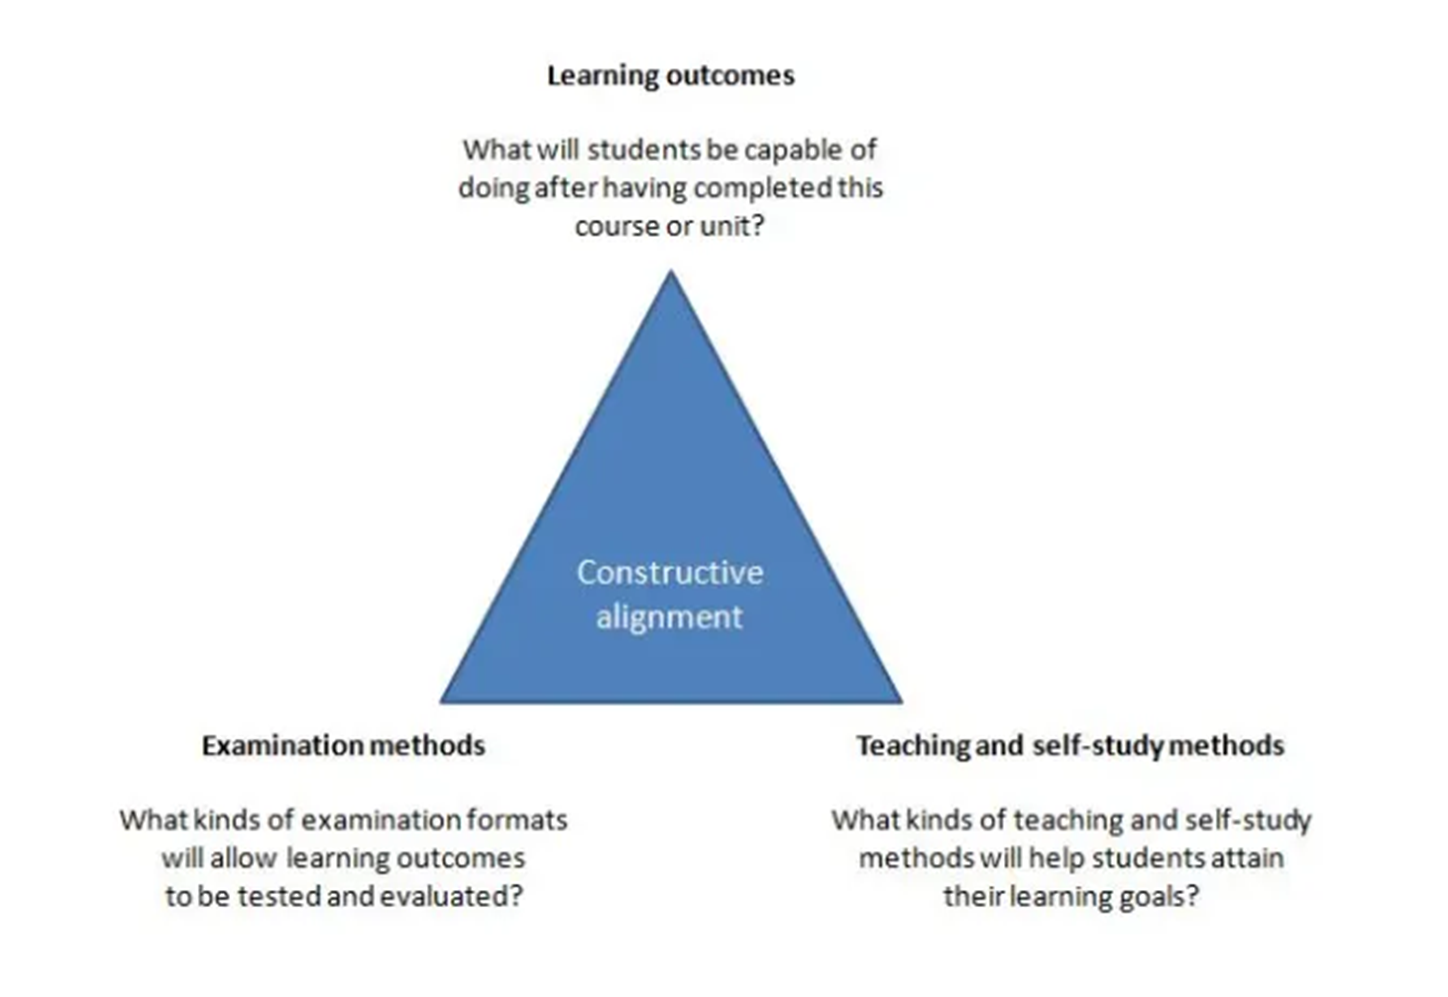 Learning outcomes
What will students be capable of
doing after having completed this
course or unit?
Constructive
alignment
Examination methods
What kinds of examination formats
will allow learning outcomes
to be tested and evaluated?
Teaching and self-study methods
What kinds of teaching and self-study
methods will help students attain
their learning goals?